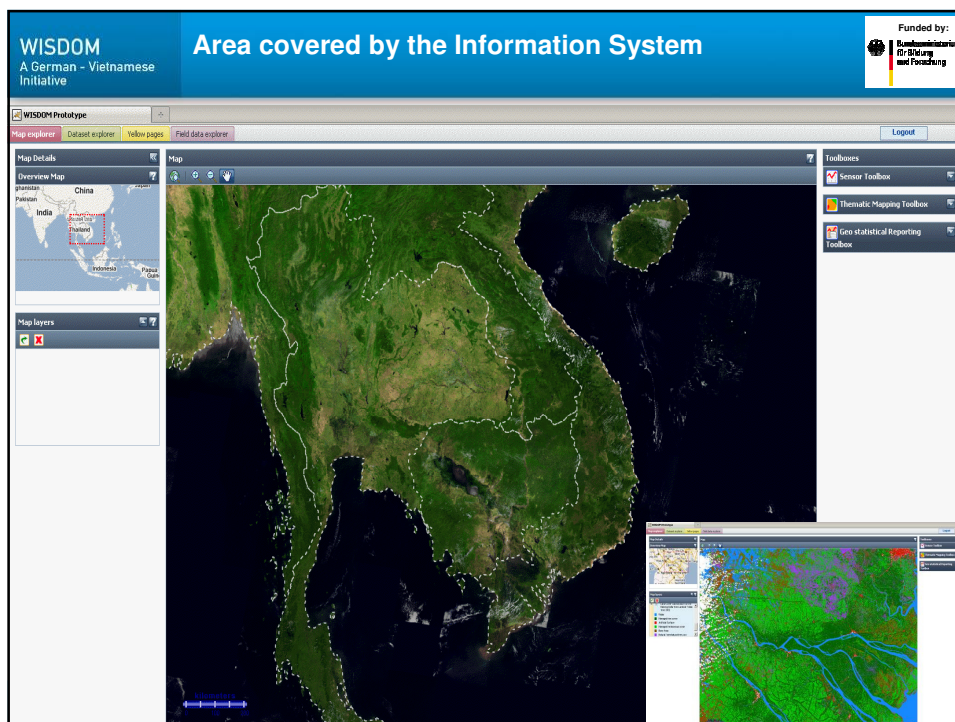 WISDOM
A German - Vietnamese
Initiative
Area covered by the Information System
Funded by:
Bundesministerium
für Bildung
und Forschung
WISDOM Prototype
Map explorer
Dataset explorer
Yellow pages
Field data explorer
Logout
Map Details
Overview Map
China
Pakistan
India
Thailand
Indonesia
Papua
Map layers
Map
Toolboxes
Sensor Toolbox
Thematic Mapping Toolbox
Geo statistical Reporting
Toolbox